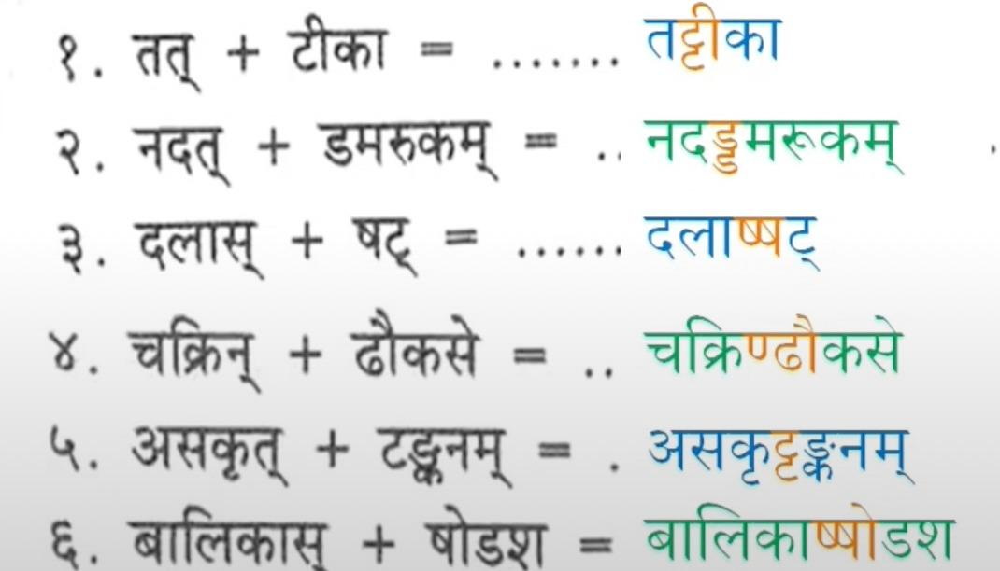 १. तत् + टीका = ....... तट्टीका
२. नदत् + डमरुकम् = .. नदड्डमरूकम्
३. दलास् + षट् = ...... दलाष्षट्
४. चक्रिन् + ढौकसे = .. चक्रिण्ढौकसे
५. असकृत् + टङ्कनम् = . असकृट्टङ्कनम्
६. बालिकास् + षोडश = बालिकाष्षोडश